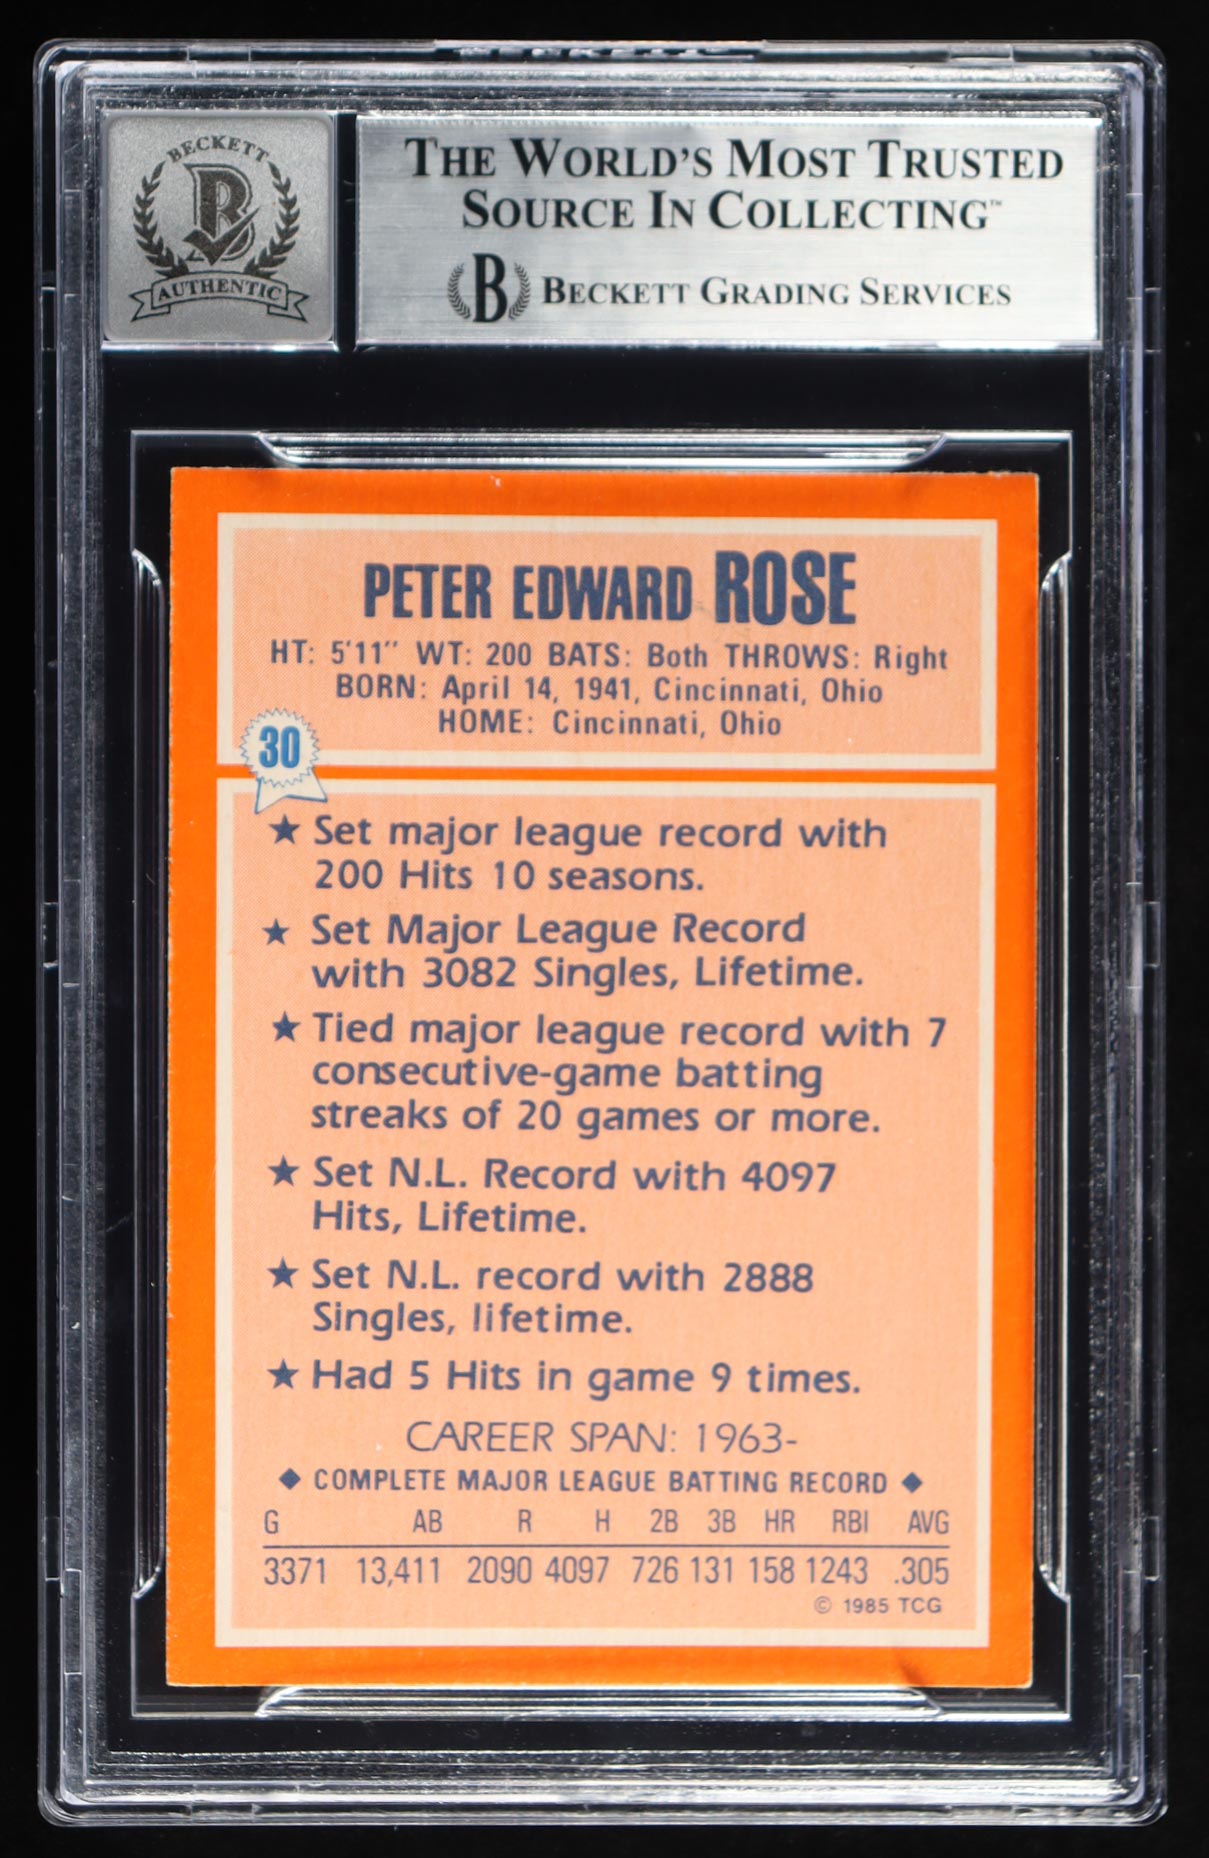 BECKETT
AUTHENTIC
THE WORLD'S MOST TRUSTED
SOURCE IN COLLECTING™
B BECKETT GRADING SERVICES
PETER EDWARD ROSE
HT: 5'11" WT: 200 BATS: Both THROWS: Right
BORN: April 14, 1941, Cincinnati, Ohio
HOME: Cincinnati, Ohio
30
★ Set major league record with
200 Hits 10 seasons.
★ Set Major League Record
with 3082 Singles, Lifetime.
★ Tied major league record with 7
consecutive-game batting
streaks of 20 games or more.
★ Set N.L. Record with 4097
Hits, Lifetime.
★ Set N.L. record with 2888
Singles, lifetime.
★ Had 5 Hits in game 9 times.
CAREER SPAN: 1963-
◆ COMPLETE MAJOR LEAGUE BATTING RECORD ◆
G AB R H 2B 3B HR RBI AVG
3371 13,411 2090 4097 726 131 158 1243 .305
© 1985 TCG